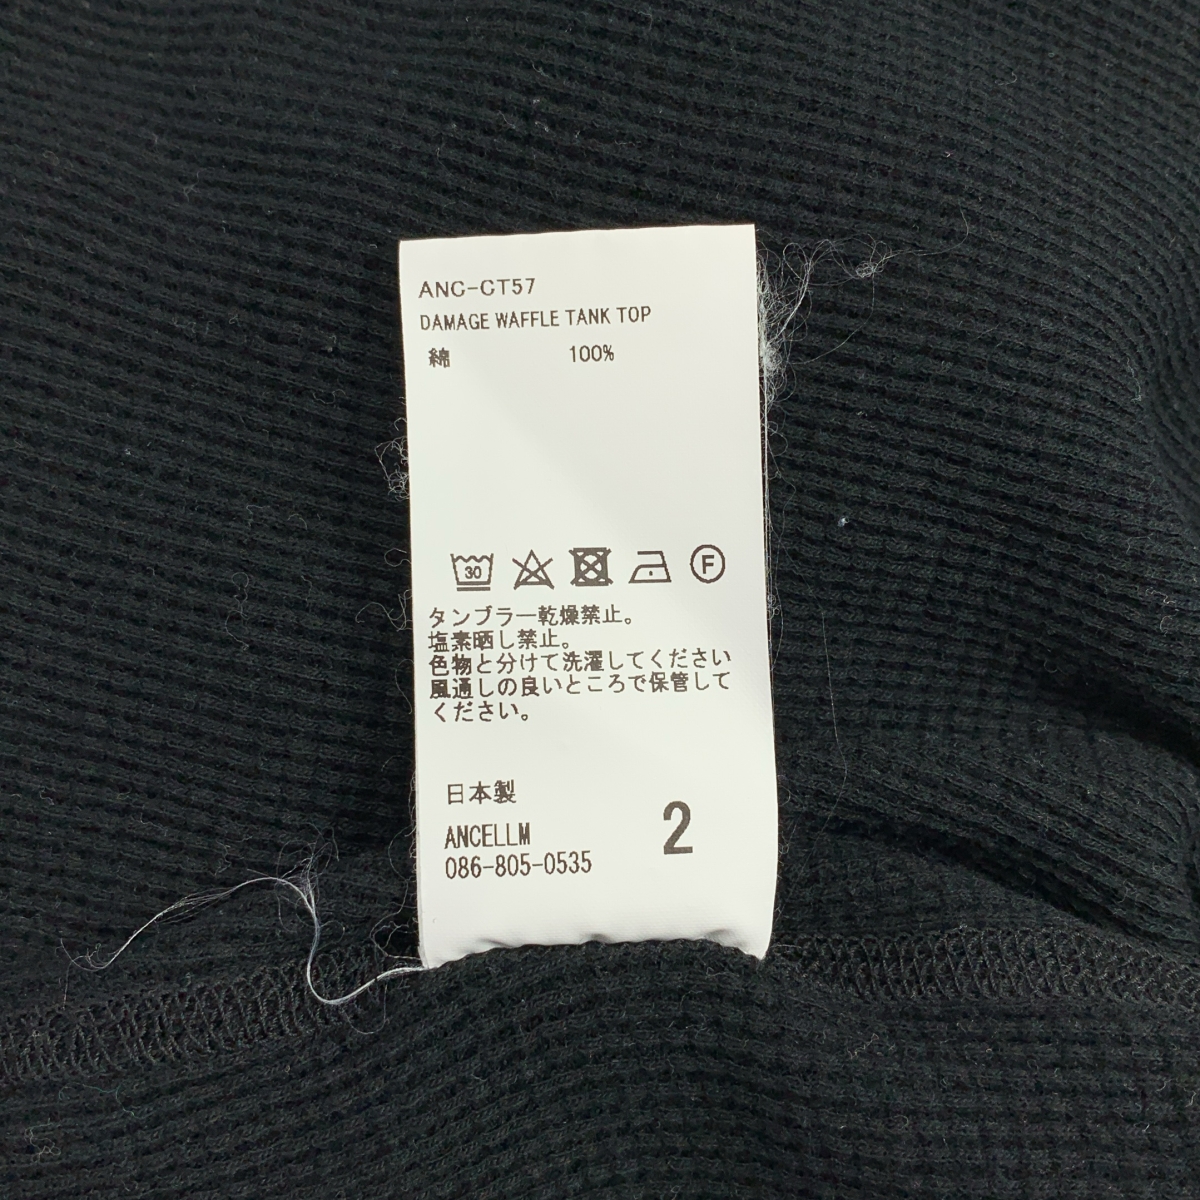 ANC-CT57
DAMAGE WAFFLE TANK TOP
綿 100%
30 F
タンブラー乾燥禁止。
塩素晒し禁止。
色物と分けて洗濯してください
風通しの良いところで保管して
ください。
日本製
ANCELLM 2
086-805-0535